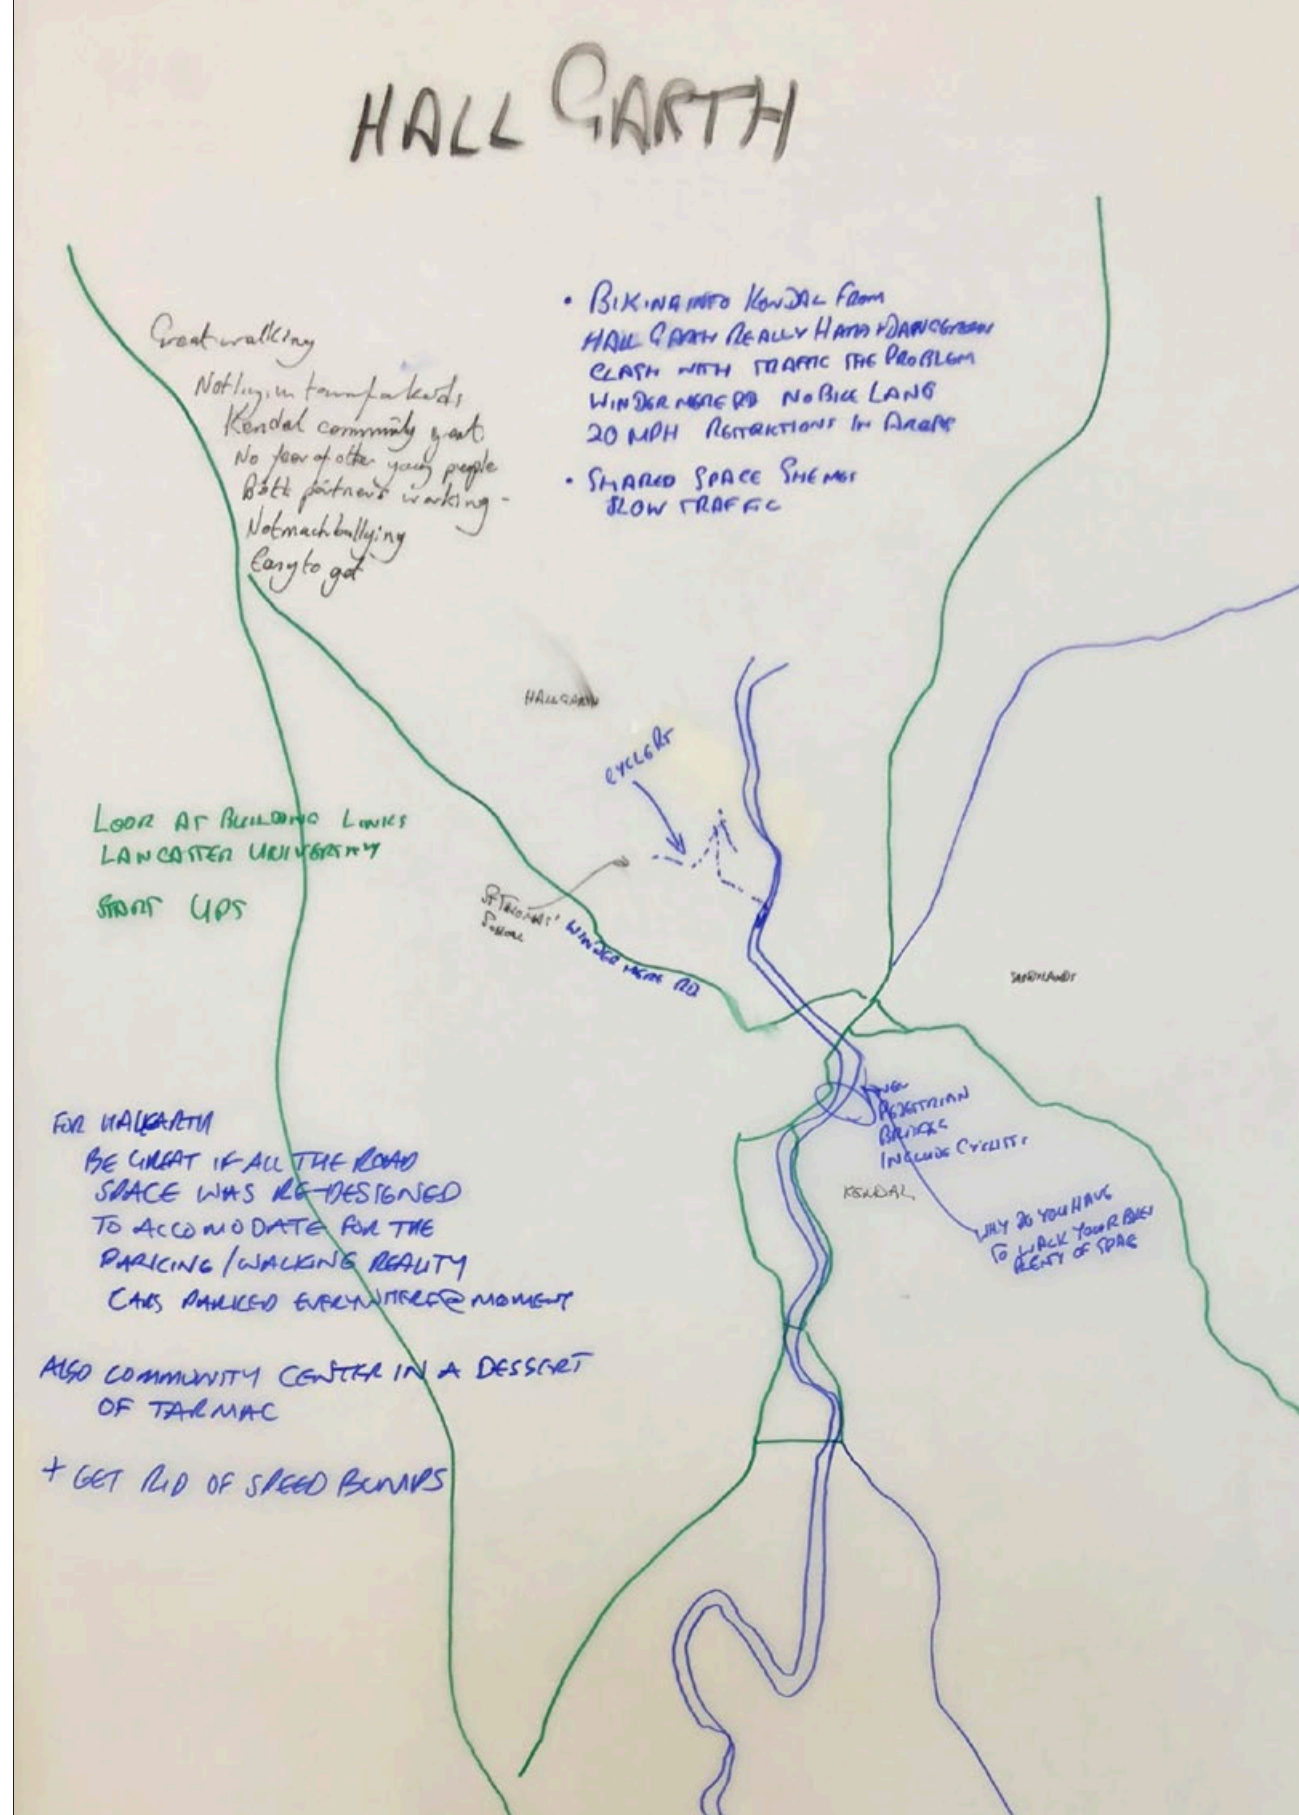 HALL GARTH
Great walking
Nothing in town for kids
Kendal community great
No fear of other young people
Both partners working -
Not much bullying
Easy to get
• BIKING INTO KENDAL FROM
HALL GARTH REALLY HARD + DANGEROUS
CLASH WITH TRAFFIC THE PROBLEM
WINDERMERE RD NO BIKE LANE
20 MPH RESTRICTIONS IN AREAS
• SHARED SPACE
SLOW TRAFFIC
HALLGARTH
CYCLE RT
LOOK AT BUILDING LINKS
LANCASTER UNIVERSITY
START UPS
ST THOMAS'
SCHOOL
WINDERMERE RD
NEW
PEDESTRIAN
BRIDGE
INCLUDE CYCLISTS
KENDAL
WHY DO YOU HAVE
TO WALK YOUR BIKE
PLENTY OF SPACE
FOR HALLGARTH
BE GREAT IF ALL THE ROAD
SPACE WAS RE-DESIGNED
TO ACCOMODATE FOR THE
PARKING/WALKING REALITY
CARS PARKED EVERYWHERE @ MOMENT
ALSO COMMUNITY CENTER IN A DESSERT
OF TARMAC
+ GET RID OF SPEED BUMPS